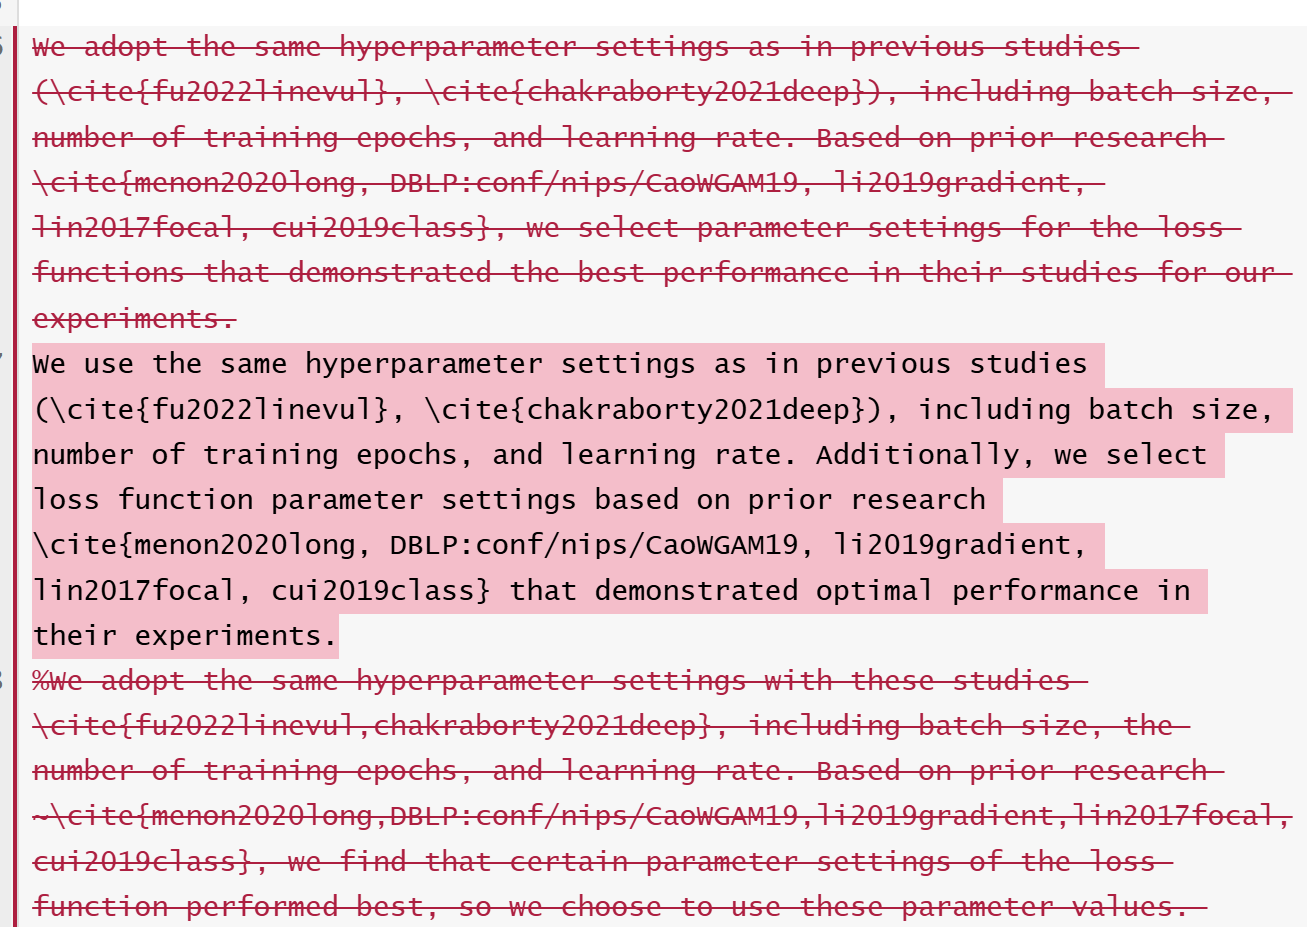 We adopt the same hyperparameter settings as in previous studies
(\cite{fu2022linevul}, \cite{chakraborty2021deep}), including batch size,
number of training epochs, and learning rate. Based on prior research
\cite{menon2020long, DBLP:conf/nips/CaoWGAM19, li2019gradient,
lin2017focal, cui2019class}, we select parameter settings for the loss
functions that demonstrated the best performance in their studies for our
experiments.
We use the same hyperparameter settings as in previous studies
(\cite{fu2022linevul}, \cite{chakraborty2021deep}), including batch size,
number of training epochs, and learning rate. Additionally, we select
loss function parameter settings based on prior research
\cite{menon2020long, DBLP:conf/nips/CaoWGAM19, li2019gradient,
lin2017focal, cui2019class} that demonstrated optimal performance in
their experiments.
%We adopt the same hyperparameter settings with these studies
\cite{fu2022linevul,chakraborty2021deep}, including batch size, the
number of training epochs, and learning rate. Based on prior research
~\cite{menon2020long,DBLP:conf/nips/CaoWGAM19,li2019gradient,lin2017focal,
cui2019class}, we find that certain parameter settings of the loss
function performed best, so we choose to use these parameter values.